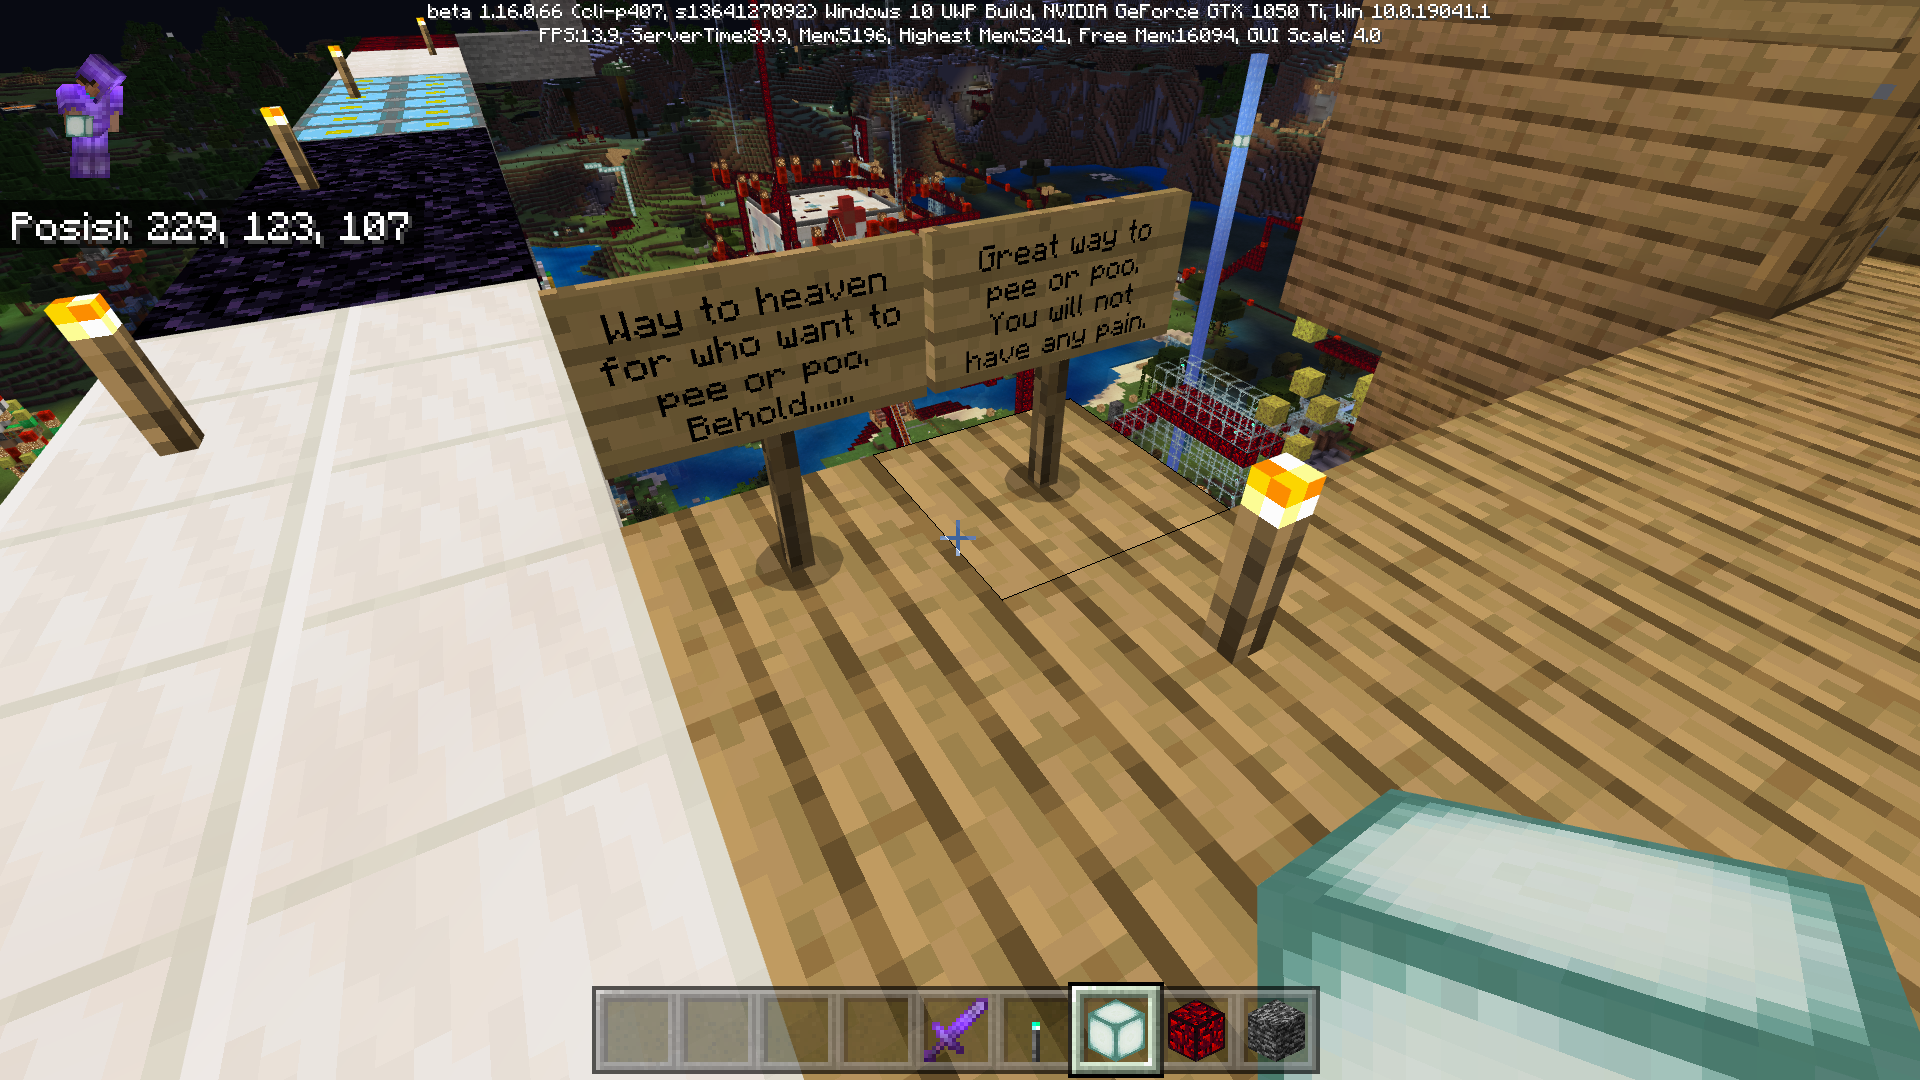 beta 1.16.0.66 (cli-p407, s1364127092) Windows 10 UWP Build, NVIDIA GeForce GTX 1050 Ti, Win 10.0.19041.1
FPS:13.9, ServerTime:89.9, Mem:5196, Highest Mem:5241, Free Mem:16094, GUI Scale: 4.0
Posisi: 229, 123, 107
Way to heaven
for who want to
pee or poo.
Behold.......
Great way to
pee or poo.
You will not
have any pain.